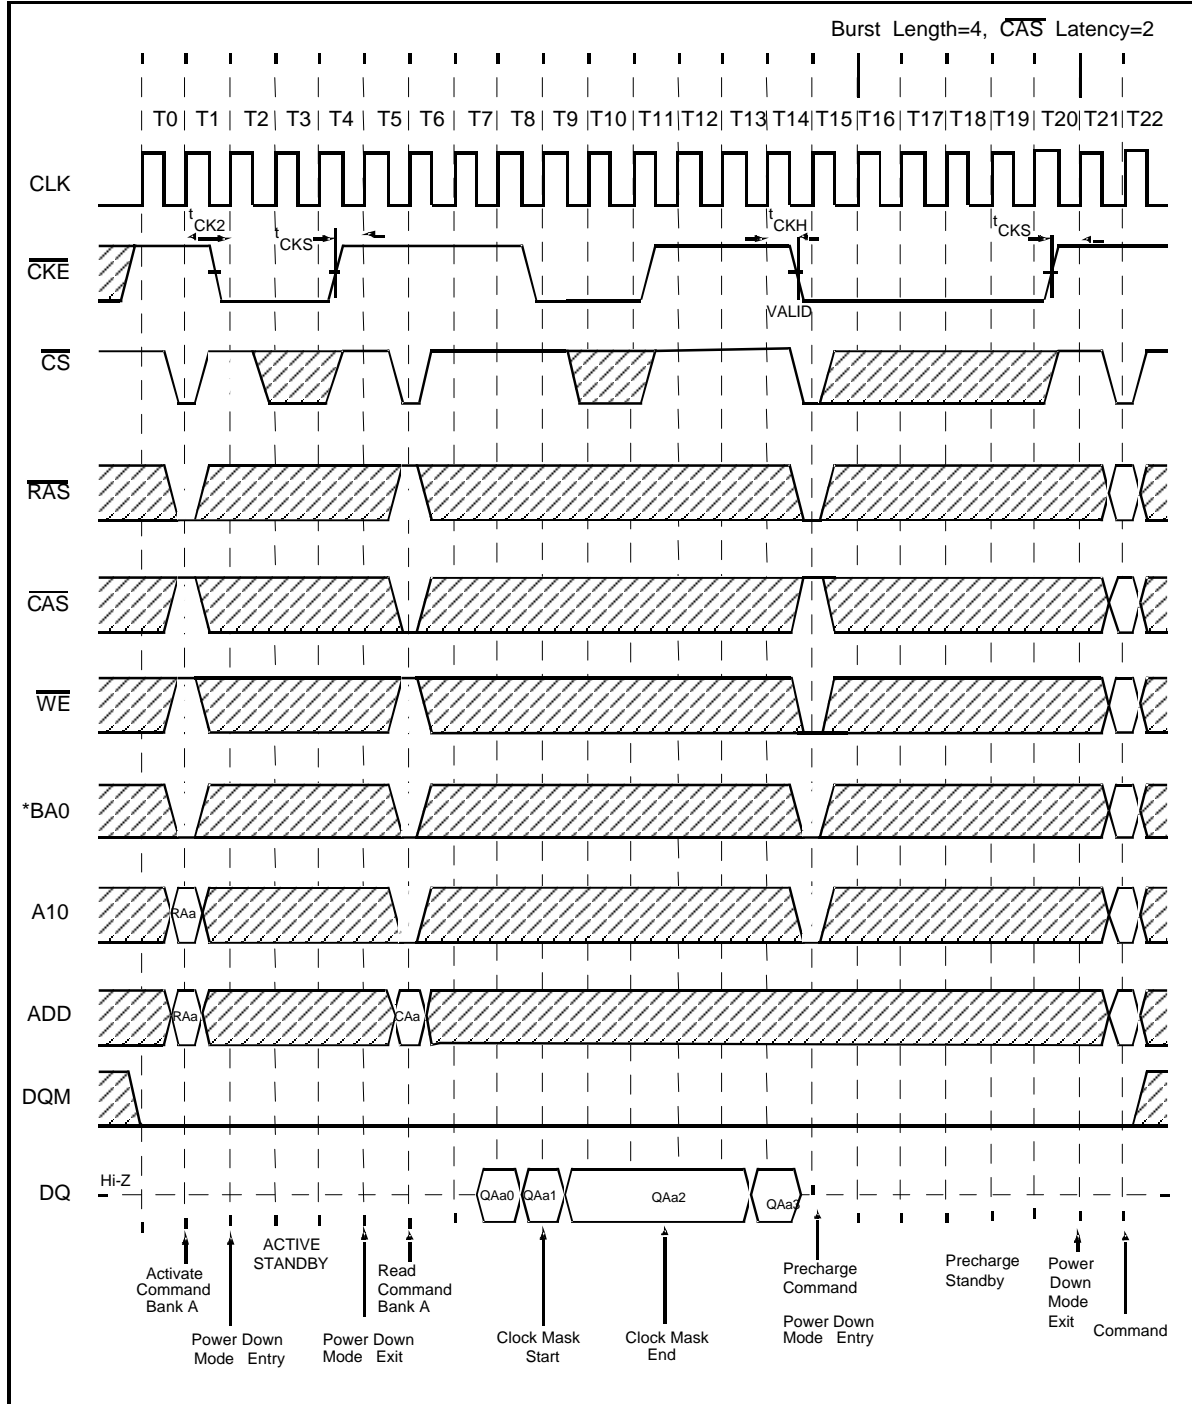 Burst Length=4, CAS Latency=2
T0 T1 T2 T3 T4 T5 T6 T7 T8 T9 T10 T11 T12 T13 T14 T15 T16 T17 T18 T19 T20 T21 T22
CLK
tCK2 tCKS tCKH tCKS
CKE
VALID
CS
RAS
CAS
WE
*BA0
A10 RAa
ADD RAa CAa
DQM
Hi-Z
DQ QAa0 QAa1 QAa2 QAa3
Activate
Command
Bank A
Power Down
Mode Entry
ACTIVE
STANDBY
Power Down
Mode Exit
Read
Command
Bank A
Clock Mask
Start
Clock Mask
End
Precharge
Command
Power Down
Mode Entry
Precharge
Standby
Power
Down
Mode
Exit
Command